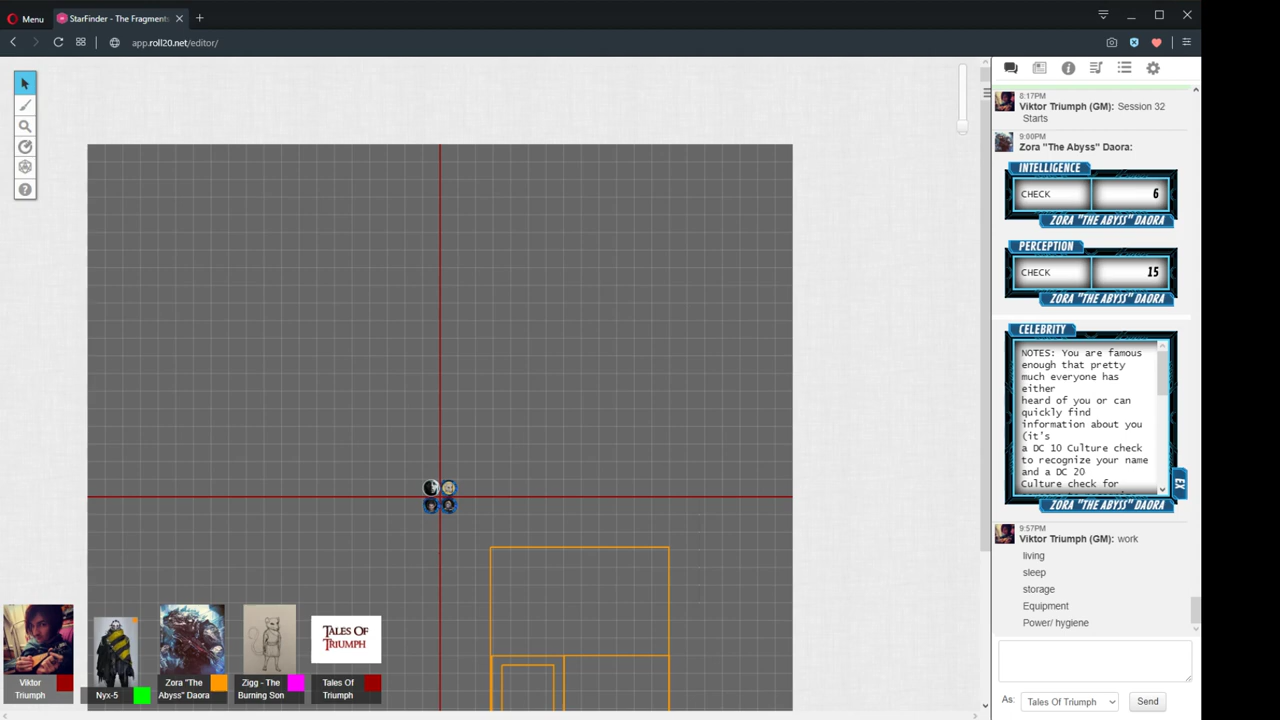 Menu
StarFinder - The Fragment
app.roll20.net/editor/
8:17PM
Viktor Triumph (GM): Session 32
Starts
9:00PM
Zora "The Abyss" Daora:
INTELLIGENCE
CHECK 6
ZORA "THE ABYSS" DAORA
PERCEPTION
CHECK 15
ZORA "THE ABYSS" DAORA
CELEBRITY
NOTES: You are famous
enough that pretty
much everyone has
either
heard of you or can
quickly find
information about you
(it's
a DC 10 Culture check
to recognize your name
and a DC 20
Culture check for
EX
ZORA "THE ABYSS" DAORA
9:57PM
Viktor Triumph (GM): work
living
sleep
storage
Equipment
Power/ hygiene
As: Tales Of Triumph Send
TALES OF
TRIUMPH
Viktor
Triumph
Nyx-5
Zora "The
Abyss" Daora
Zigg - The
Burning Son
Tales Of
Triumph